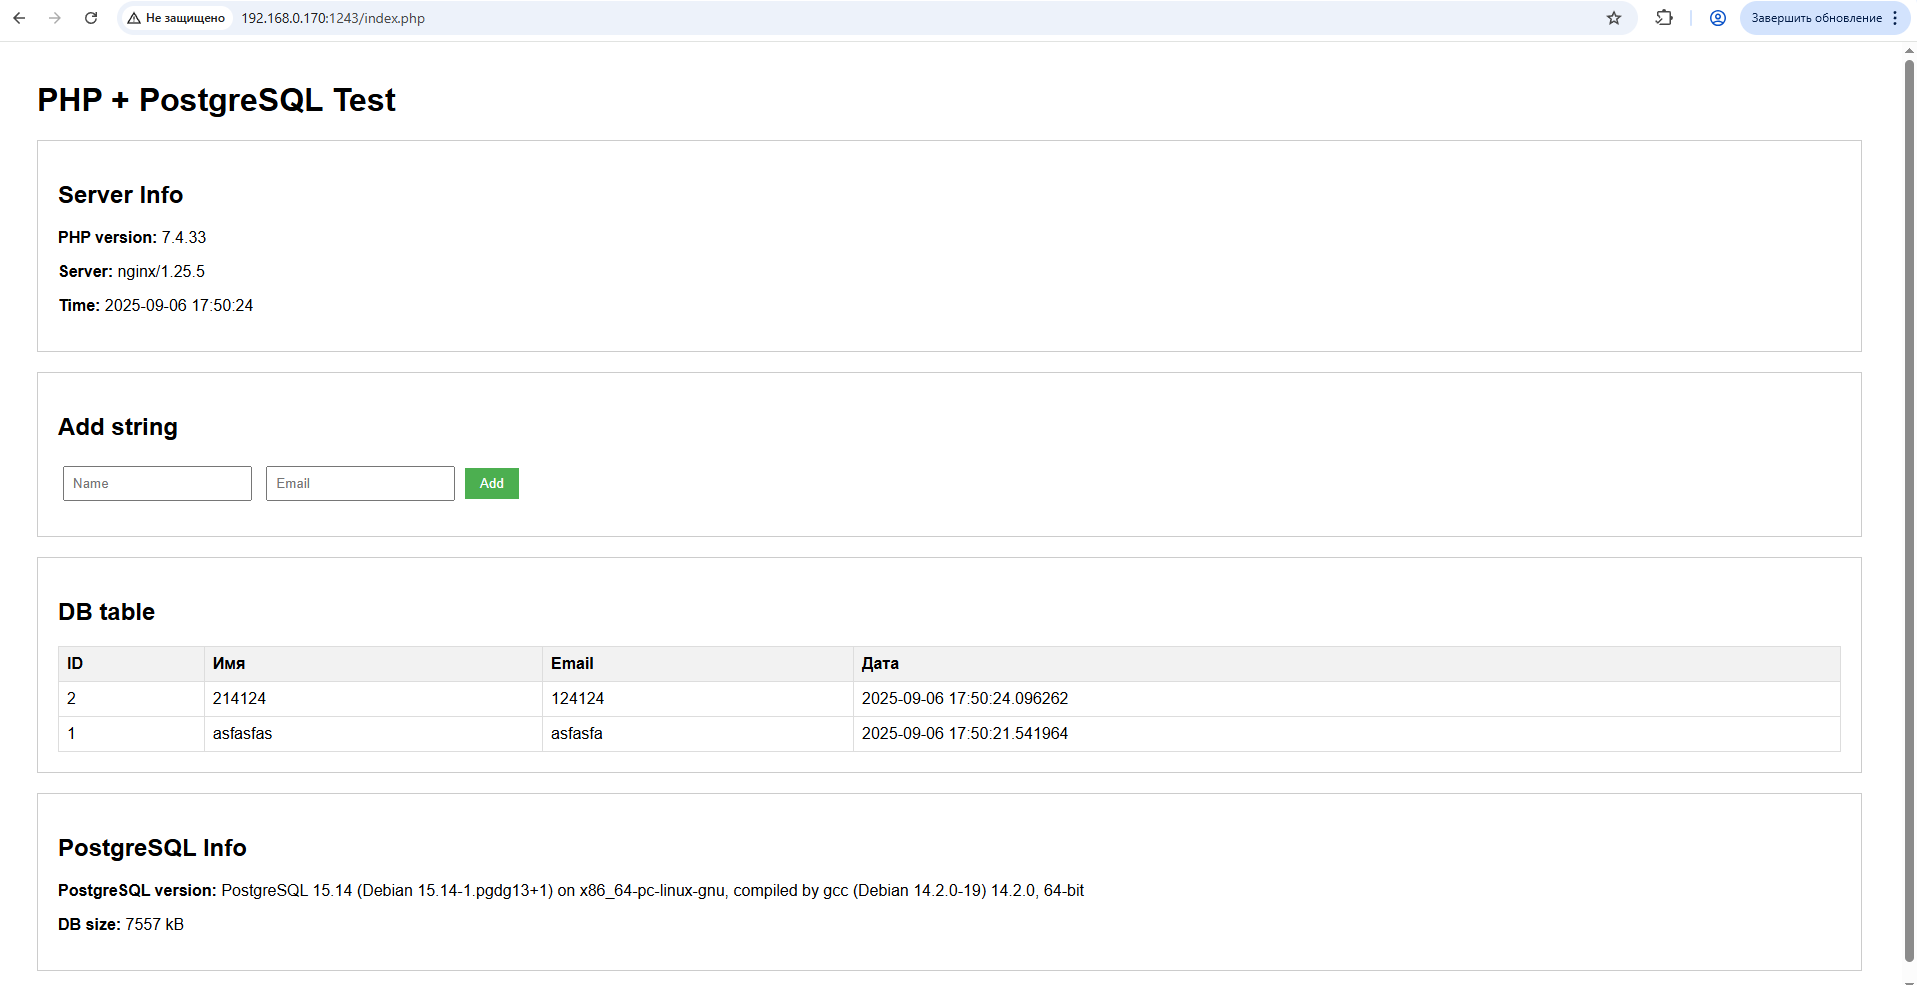 Не защищено 192.168.0.170:1243/index.php Завершить обновление
PHP + PostgreSQL Test
Server Info
PHP version: 7.4.33
Server: nginx/1.25.5
Time: 2025-09-06 17:50:24
Add string
Name Email Add
DB table
ID Имя Email Дата
2 214124 124124 2025-09-06 17:50:24.096262
1 asfasfas asfasfa 2025-09-06 17:50:21.541964
PostgreSQL Info
PostgreSQL version: PostgreSQL 15.14 (Debian 15.14-1.pgdg13+1) on x86_64-pc-linux-gnu, compiled by gcc (Debian 14.2.0-19) 14.2.0, 64-bit
DB size: 7557 kB